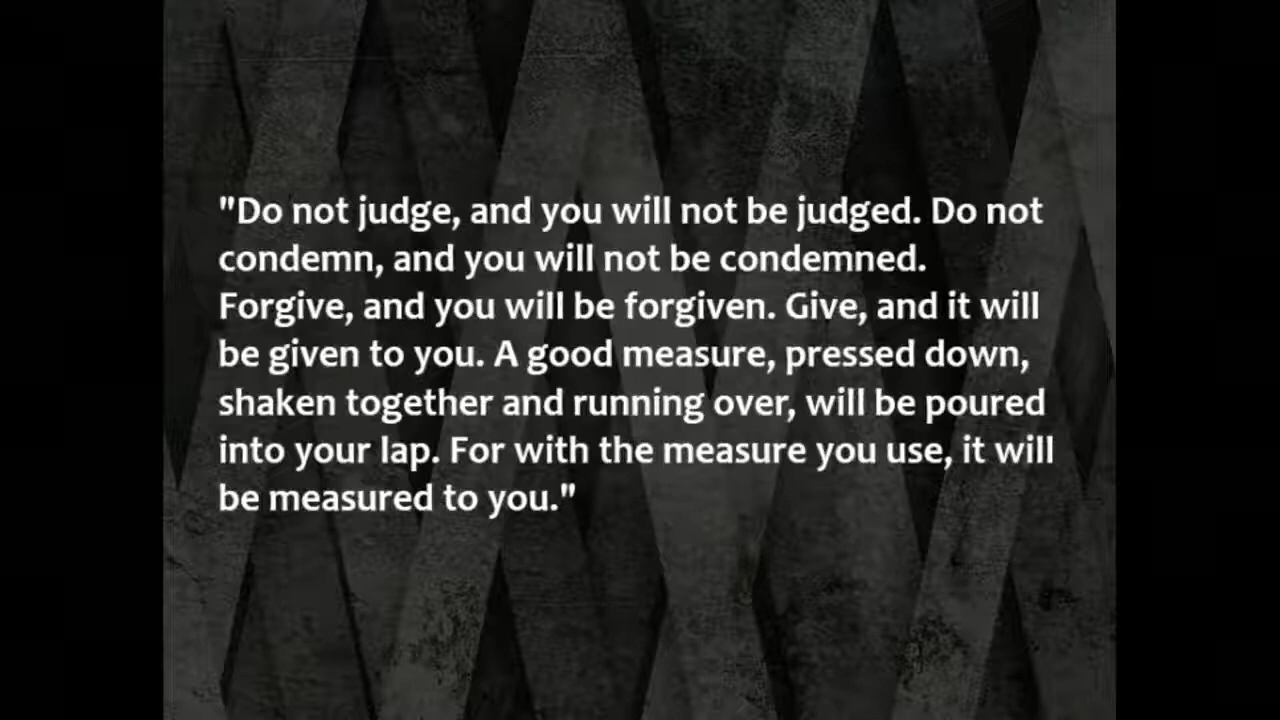 "Do not judge, and you will not be judged. Do not
condemn, and you will not be condemned.
Forgive, and you will be forgiven. Give, and it will
be given to you. A good measure, pressed down,
shaken together and running over, will be poured
into your lap. For with the measure you use, it will
be measured to you."